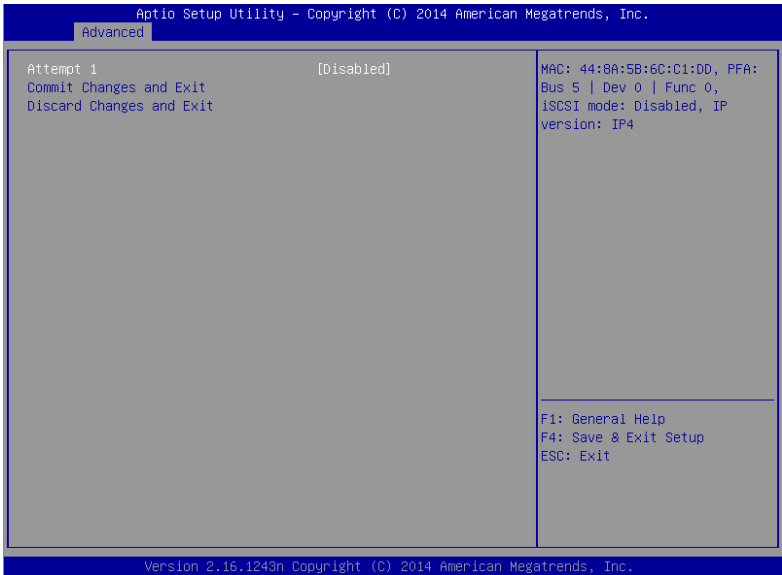 Aptio Setup Utility – Copyright (C) 2014 American Megatrends, Inc.
Advanced
Attempt 1 [Disabled]
Commit Changes and Exit
Discard Changes and Exit
MAC: 44:8A:5B:6C:C1:DD, PFA:
Bus 5 | Dev 0 | Func 0,
iSCSI mode: Disabled, IP
version: IP4
F1: General Help
F4: Save & Exit Setup
ESC: Exit
Version 2.16.1243n Copyright (C) 2014 American Megatrends, Inc.